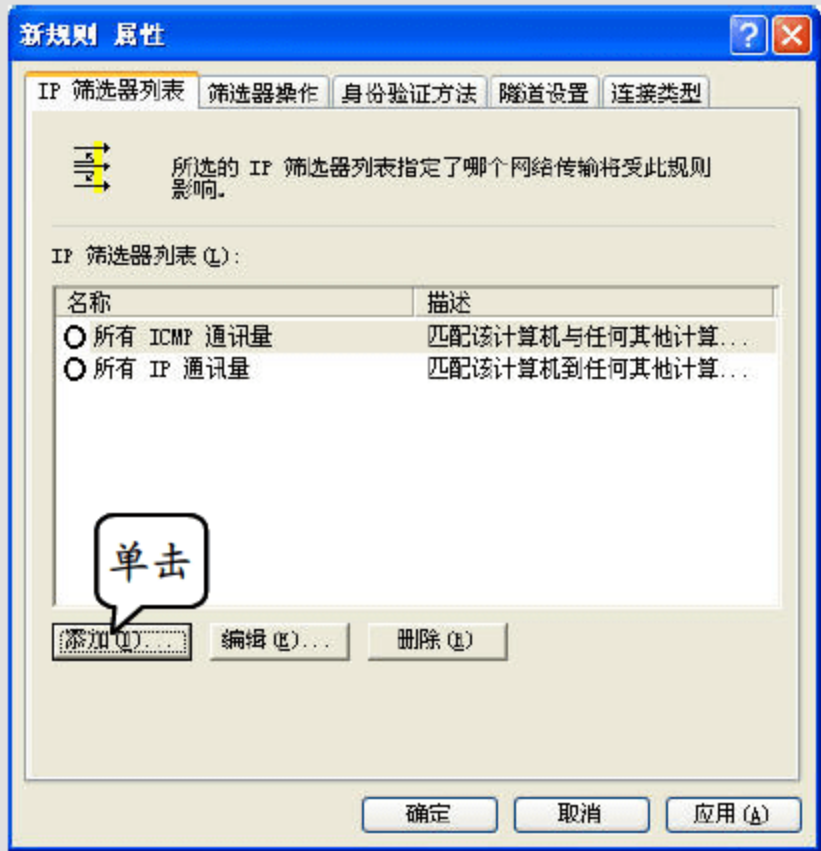 新规则 属性
IP 筛选器列表 筛选器操作 身份验证方法 隧道设置 连接类型
所选的 IP 筛选器列表指定了哪个网络传输将受此规则
影响。
IP 筛选器列表(L):
名称 描述
所有 ICMP 通讯量 匹配该计算机与任何其他计算...
所有 IP 通讯量 匹配该计算机到任何其他计算...
单击
添加(D)... 编辑(E)... 删除(R)
确定 取消 应用(A)